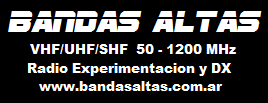 BANDAS ALTAS
VHF/UHF/SHF 50 - 1200 MHz
Radio Experimentacion y DX
www.bandasaltas.com.ar